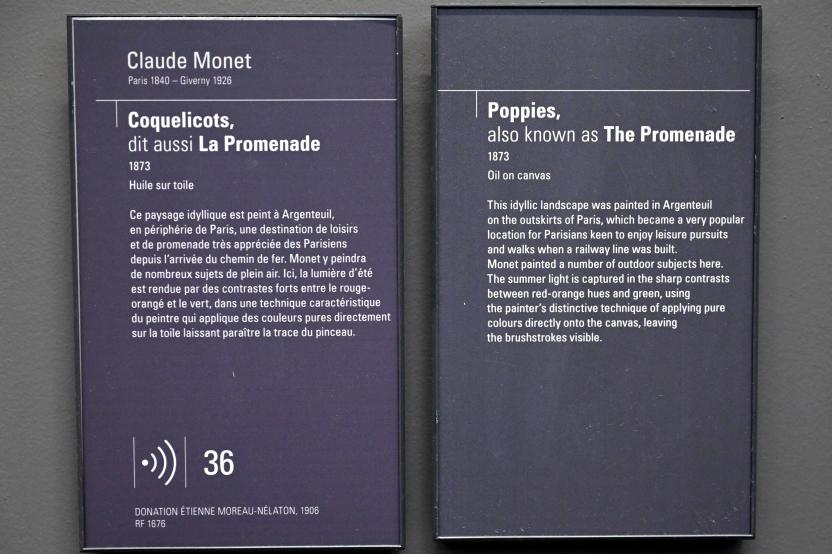 Claude Monet
Paris 1840 – Giverny 1926
Coquelicots,
dit aussi La Promenade
1873
Huile sur toile
Ce paysage idyllique est peint à Argenteuil,
en périphérie de Paris, une destination de loisirs
et de promenade très appréciée des Parisiens
depuis l'arrivée du chemin de fer. Monet y peindra
de nombreux sujets de plein air. Ici, la lumière d'été
est rendue par des contrastes forts entre le rouge-
orangé et le vert, dans une technique caractéristique
du peintre qui applique des couleurs pures directement
sur la toile laissant paraître la trace du pinceau.
36
DONATION ÉTIENNE MOREAU-NÉLATON, 1906
RF 1676
Poppies,
also known as The Promenade
1873
Oil on canvas
This idyllic landscape was painted in Argenteuil
on the outskirts of Paris, which became a very popular
location for Parisians keen to enjoy leisure pursuits
and walks when a railway line was built.
Monet painted a number of outdoor subjects here.
The summer light is captured in the sharp contrasts
between red-orange hues and green, using
the painter's distinctive technique of applying pure
colours directly onto the canvas, leaving
the brushstrokes visible.